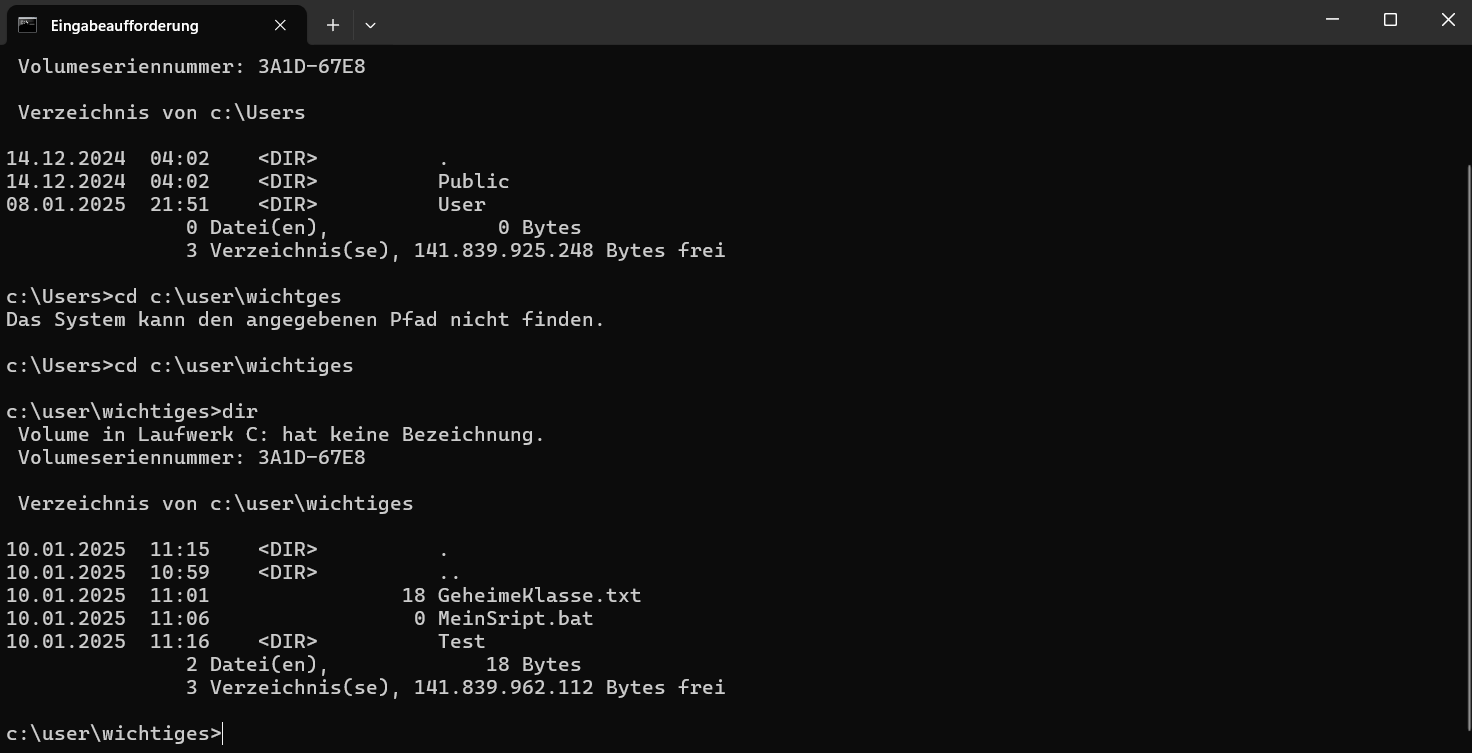 Eingabeaufforderung
Volumeseriennummer: 3A1D-67E8
Verzeichnis von c:\Users
14.12.2024  04:02    <DIR>          .
14.12.2024  04:02    <DIR>          Public
08.01.2025  21:51    <DIR>          User
               0 Datei(en),              0 Bytes
               3 Verzeichnis(se), 141.839.925.248 Bytes frei
c:\Users>cd c:\user\wichtges
Das System kann den angegebenen Pfad nicht finden.
c:\Users>cd c:\user\wichtiges
c:\user\wichtiges>dir
 Volume in Laufwerk C: hat keine Bezeichnung.
 Volumeseriennummer: 3A1D-67E8
 Verzeichnis von c:\user\wichtiges
10.01.2025  11:15    <DIR>          .
10.01.2025  10:59    <DIR>          ..
10.01.2025  11:01                18 GeheimeKlasse.txt
10.01.2025  11:06                 0 MeinSript.bat
10.01.2025  11:16    <DIR>          Test
               2 Datei(en),             18 Bytes
               3 Verzeichnis(se), 141.839.962.112 Bytes frei
c:\user\wichtiges>